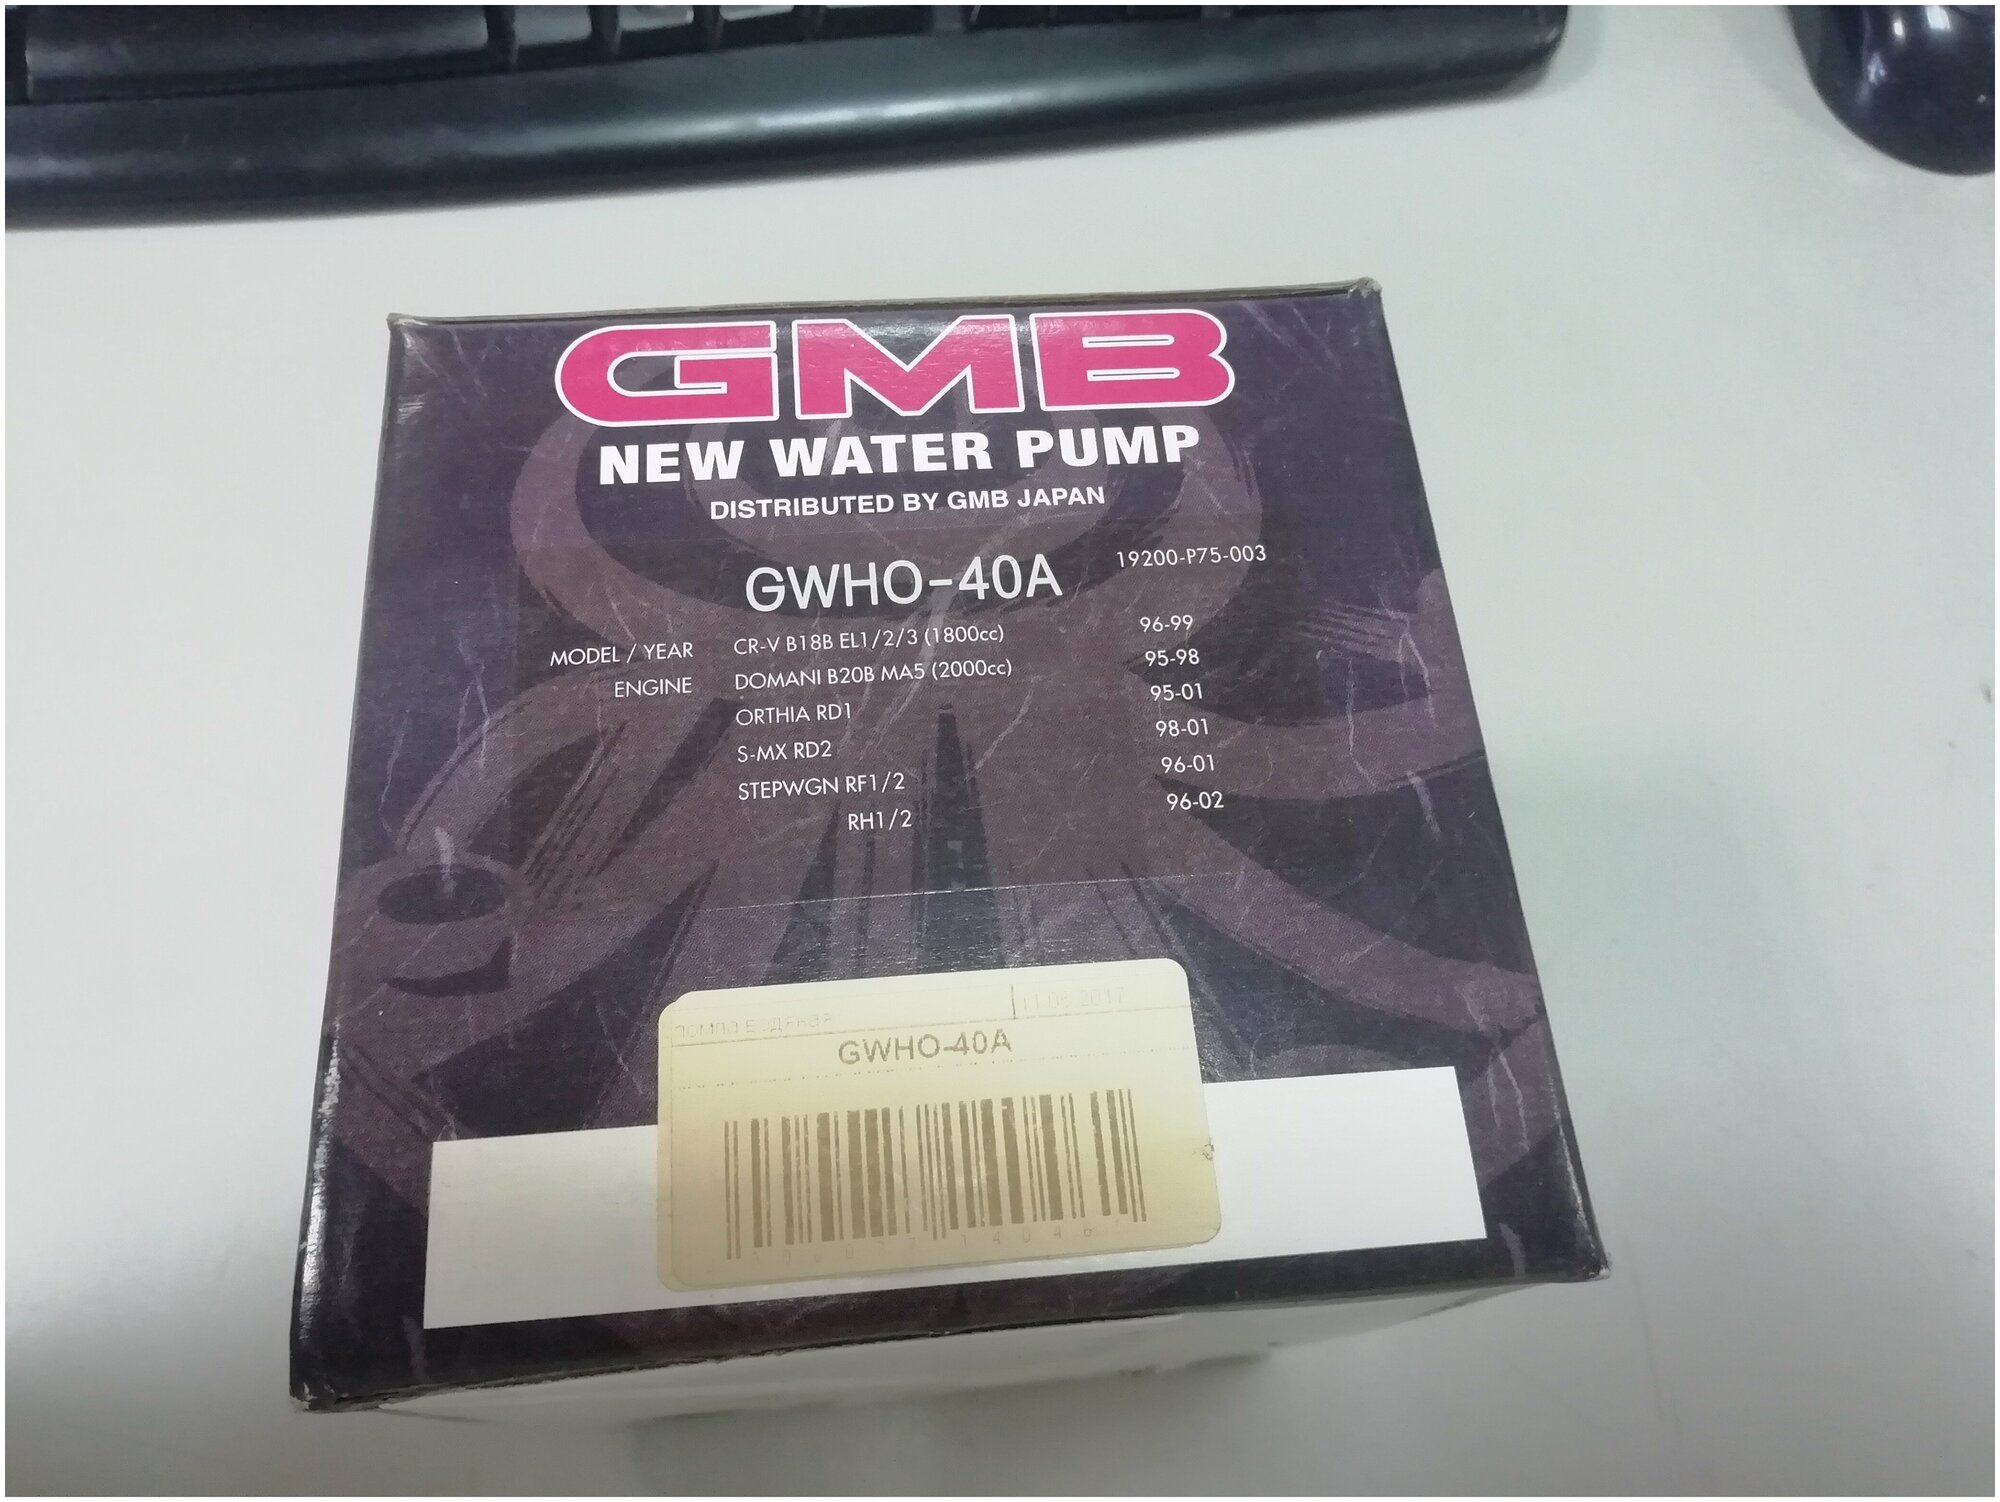 GMB
NEW WATER PUMP
DISTRIBUTED BY GMB JAPAN
GWHO-40A 19200-P75-003
MODEL / YEAR CR-V B18B EL1/2/3 (1800cc) 96-99
ENGINE DOMANI B20B MA5 (2000cc) 95-98
ORTHIA RD1 95-01
S-MX RD2 98-01
STEPWGN RF1/2 96-01
RH1/2 96-02
GWHO-40A